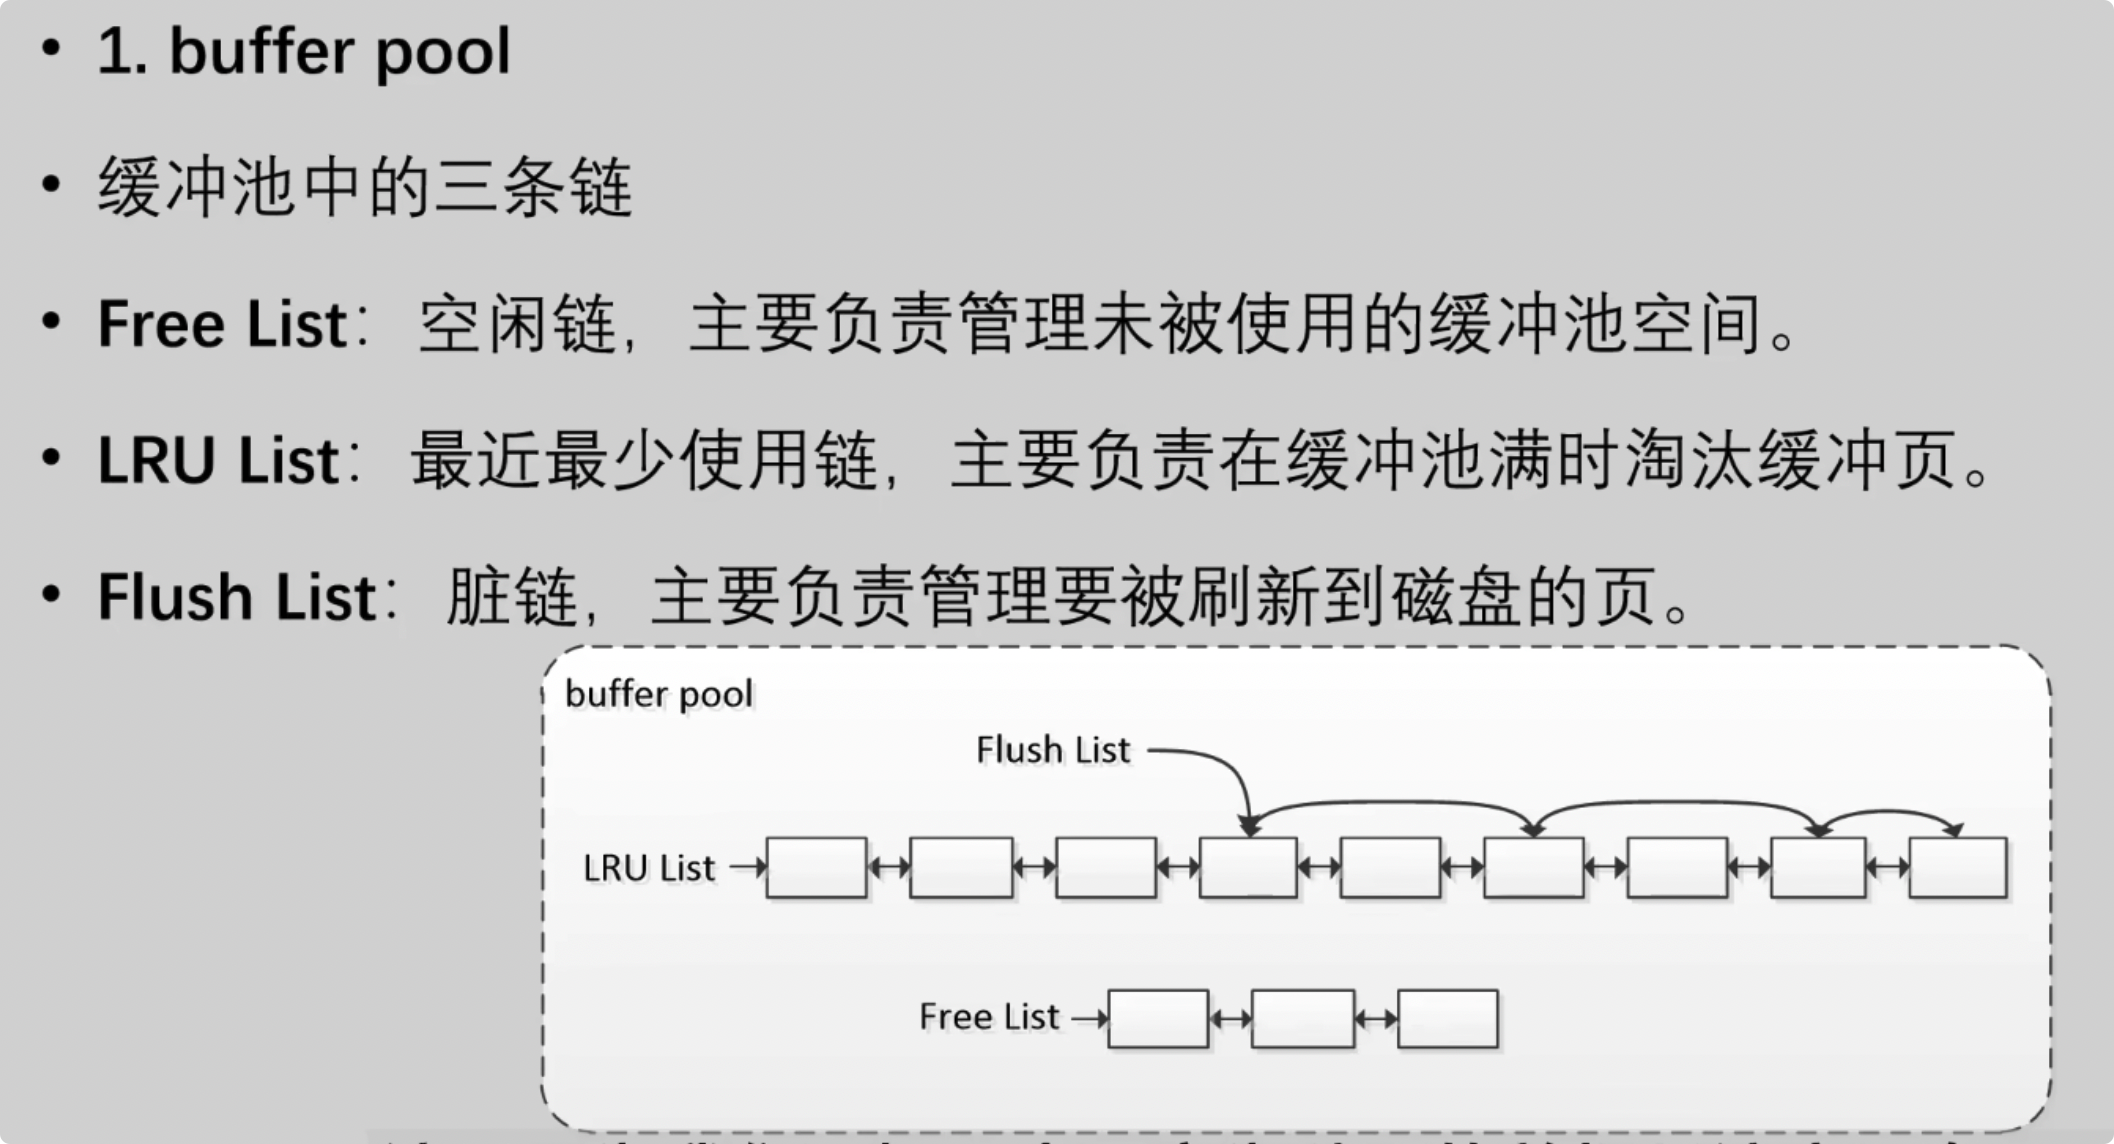 • 1. buffer pool
• 缓冲池中的三条链
• Free List：空闲链，主要负责管理未被使用的缓冲池空间。
• LRU List：最近最少使用链，主要负责在缓冲池满时淘汰缓冲页。
• Flush List：脏链，主要负责管理要被刷新到磁盘的页。
buffer pool
Flush List
LRU List
Free List